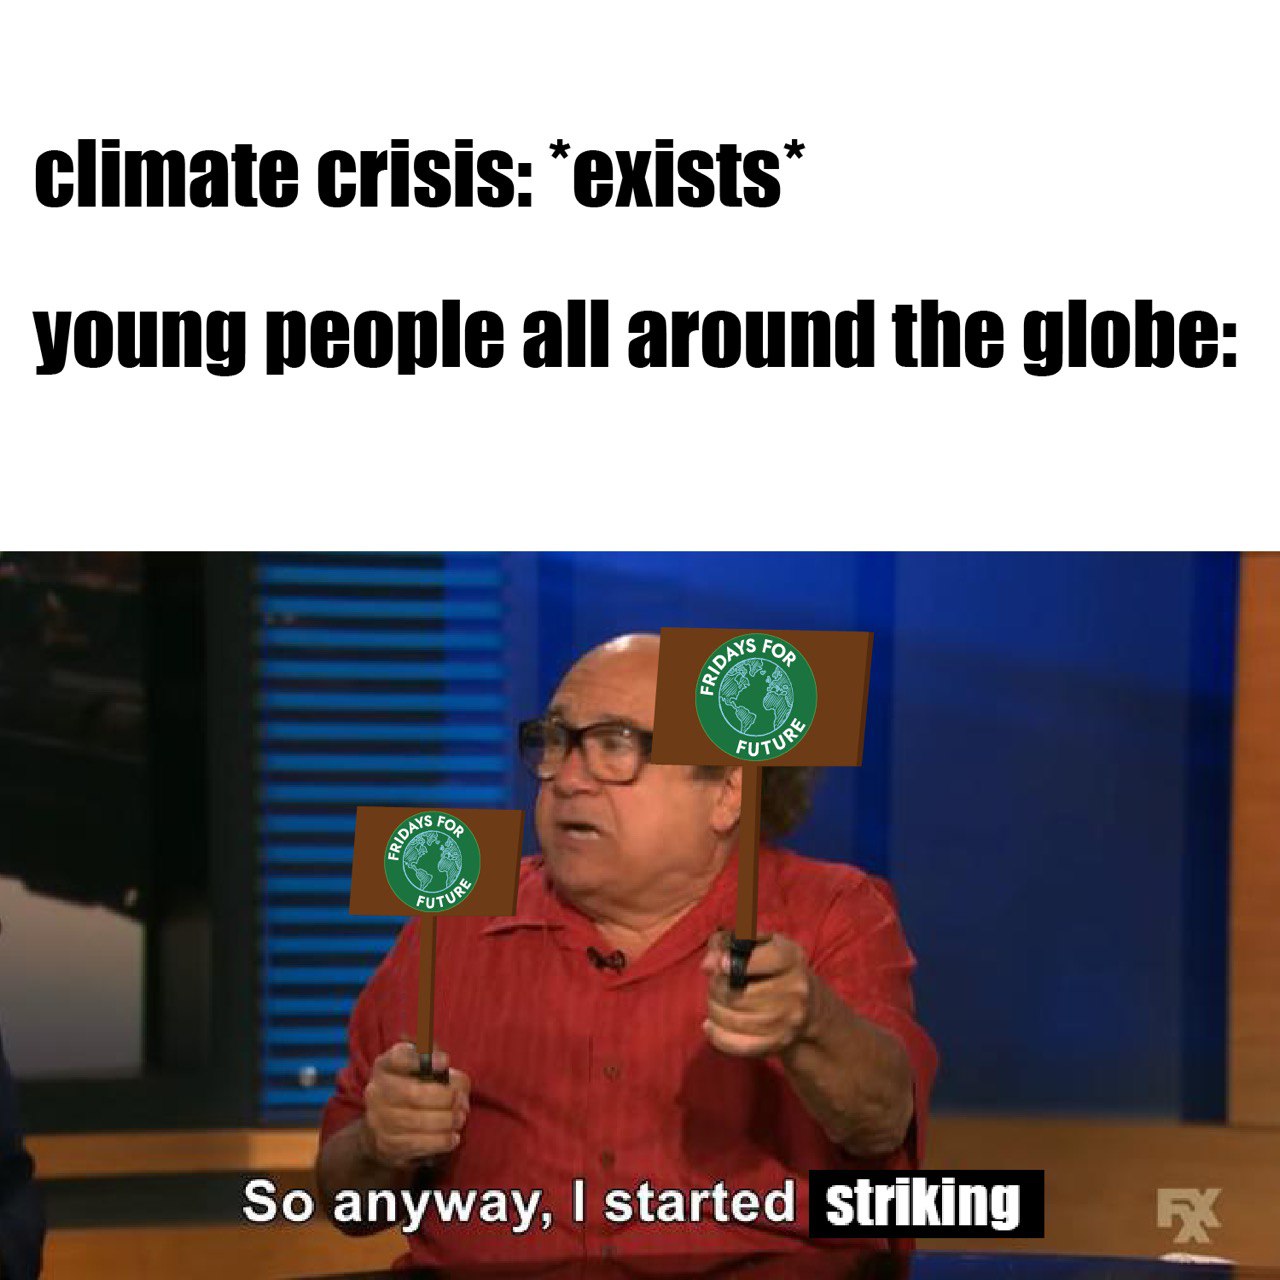 climate crisis: *exists*
young people all around the globe:
FRIDAYS FOR
FUTURE
FRIDAYS FOR
FUTURE
So anyway, I started striking
FX